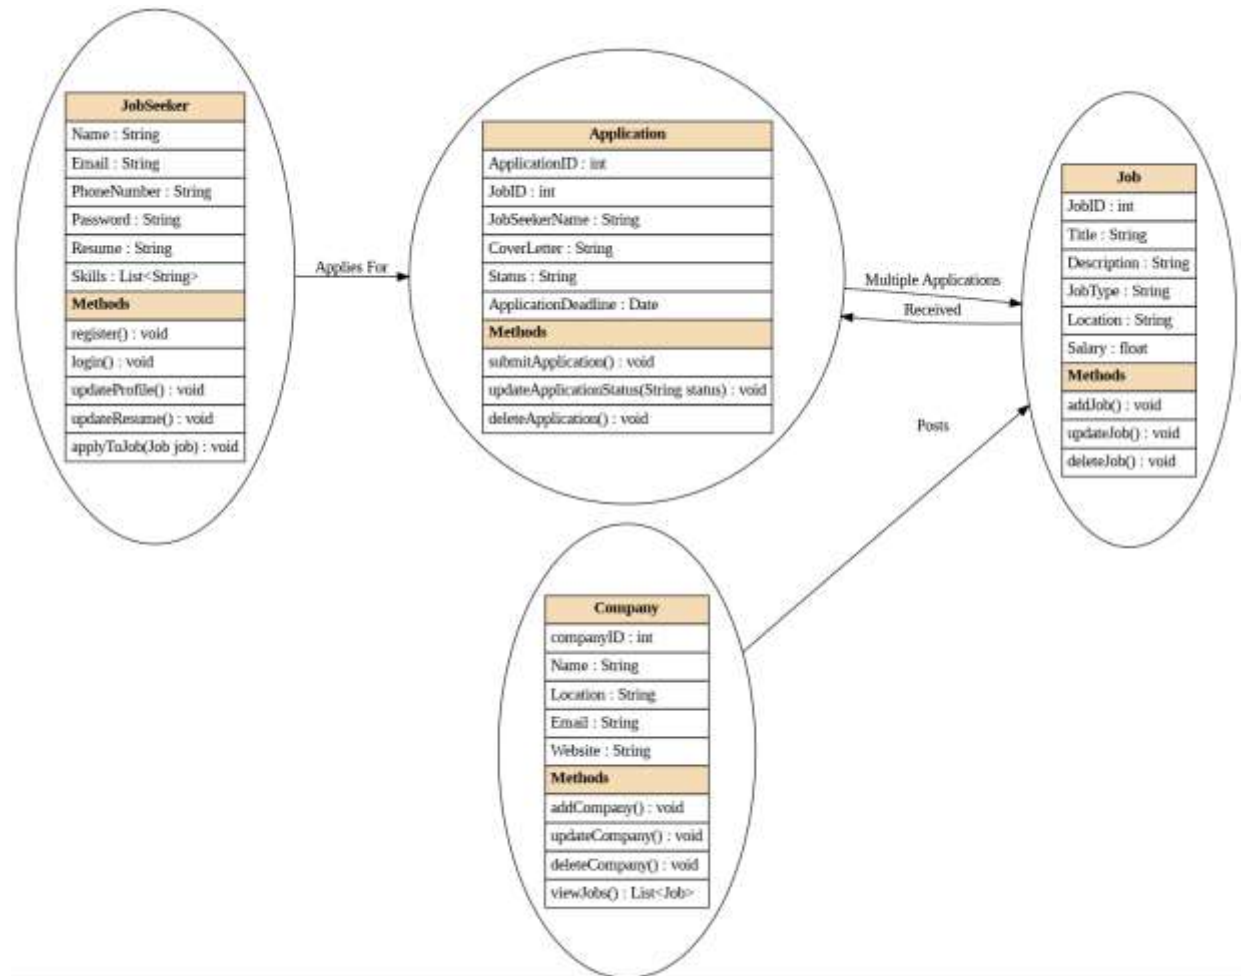 JobSeeker
Name : String
Email : String
PhoneNumber : String
Password : String
Resume : String
Skills : List<String>
Methods
register() : void
login() : void
updateProfile() : void
updateResume() : void
applyToJob(Job job) : void
Applies For
Application
ApplicationID : int
JobID : int
JobSeekerName : String
CoverLetter : String
Status : String
ApplicationDeadline : Date
Methods
submitApplication() : void
updateApplicationStatus(String status) : void
deleteApplication() : void
Multiple Applications
Received
Job
JobID : int
Title : String
Description : String
JobType : String
Location : String
Salary : float
Methods
addJob() : void
updateJob() : void
deleteJob() : void
Posts
Company
companyID : int
Name : String
Location : String
Email : String
Website : String
Methods
addCompany() : void
updateCompany() : void
deleteCompany() : void
viewJobs() : List<Job>